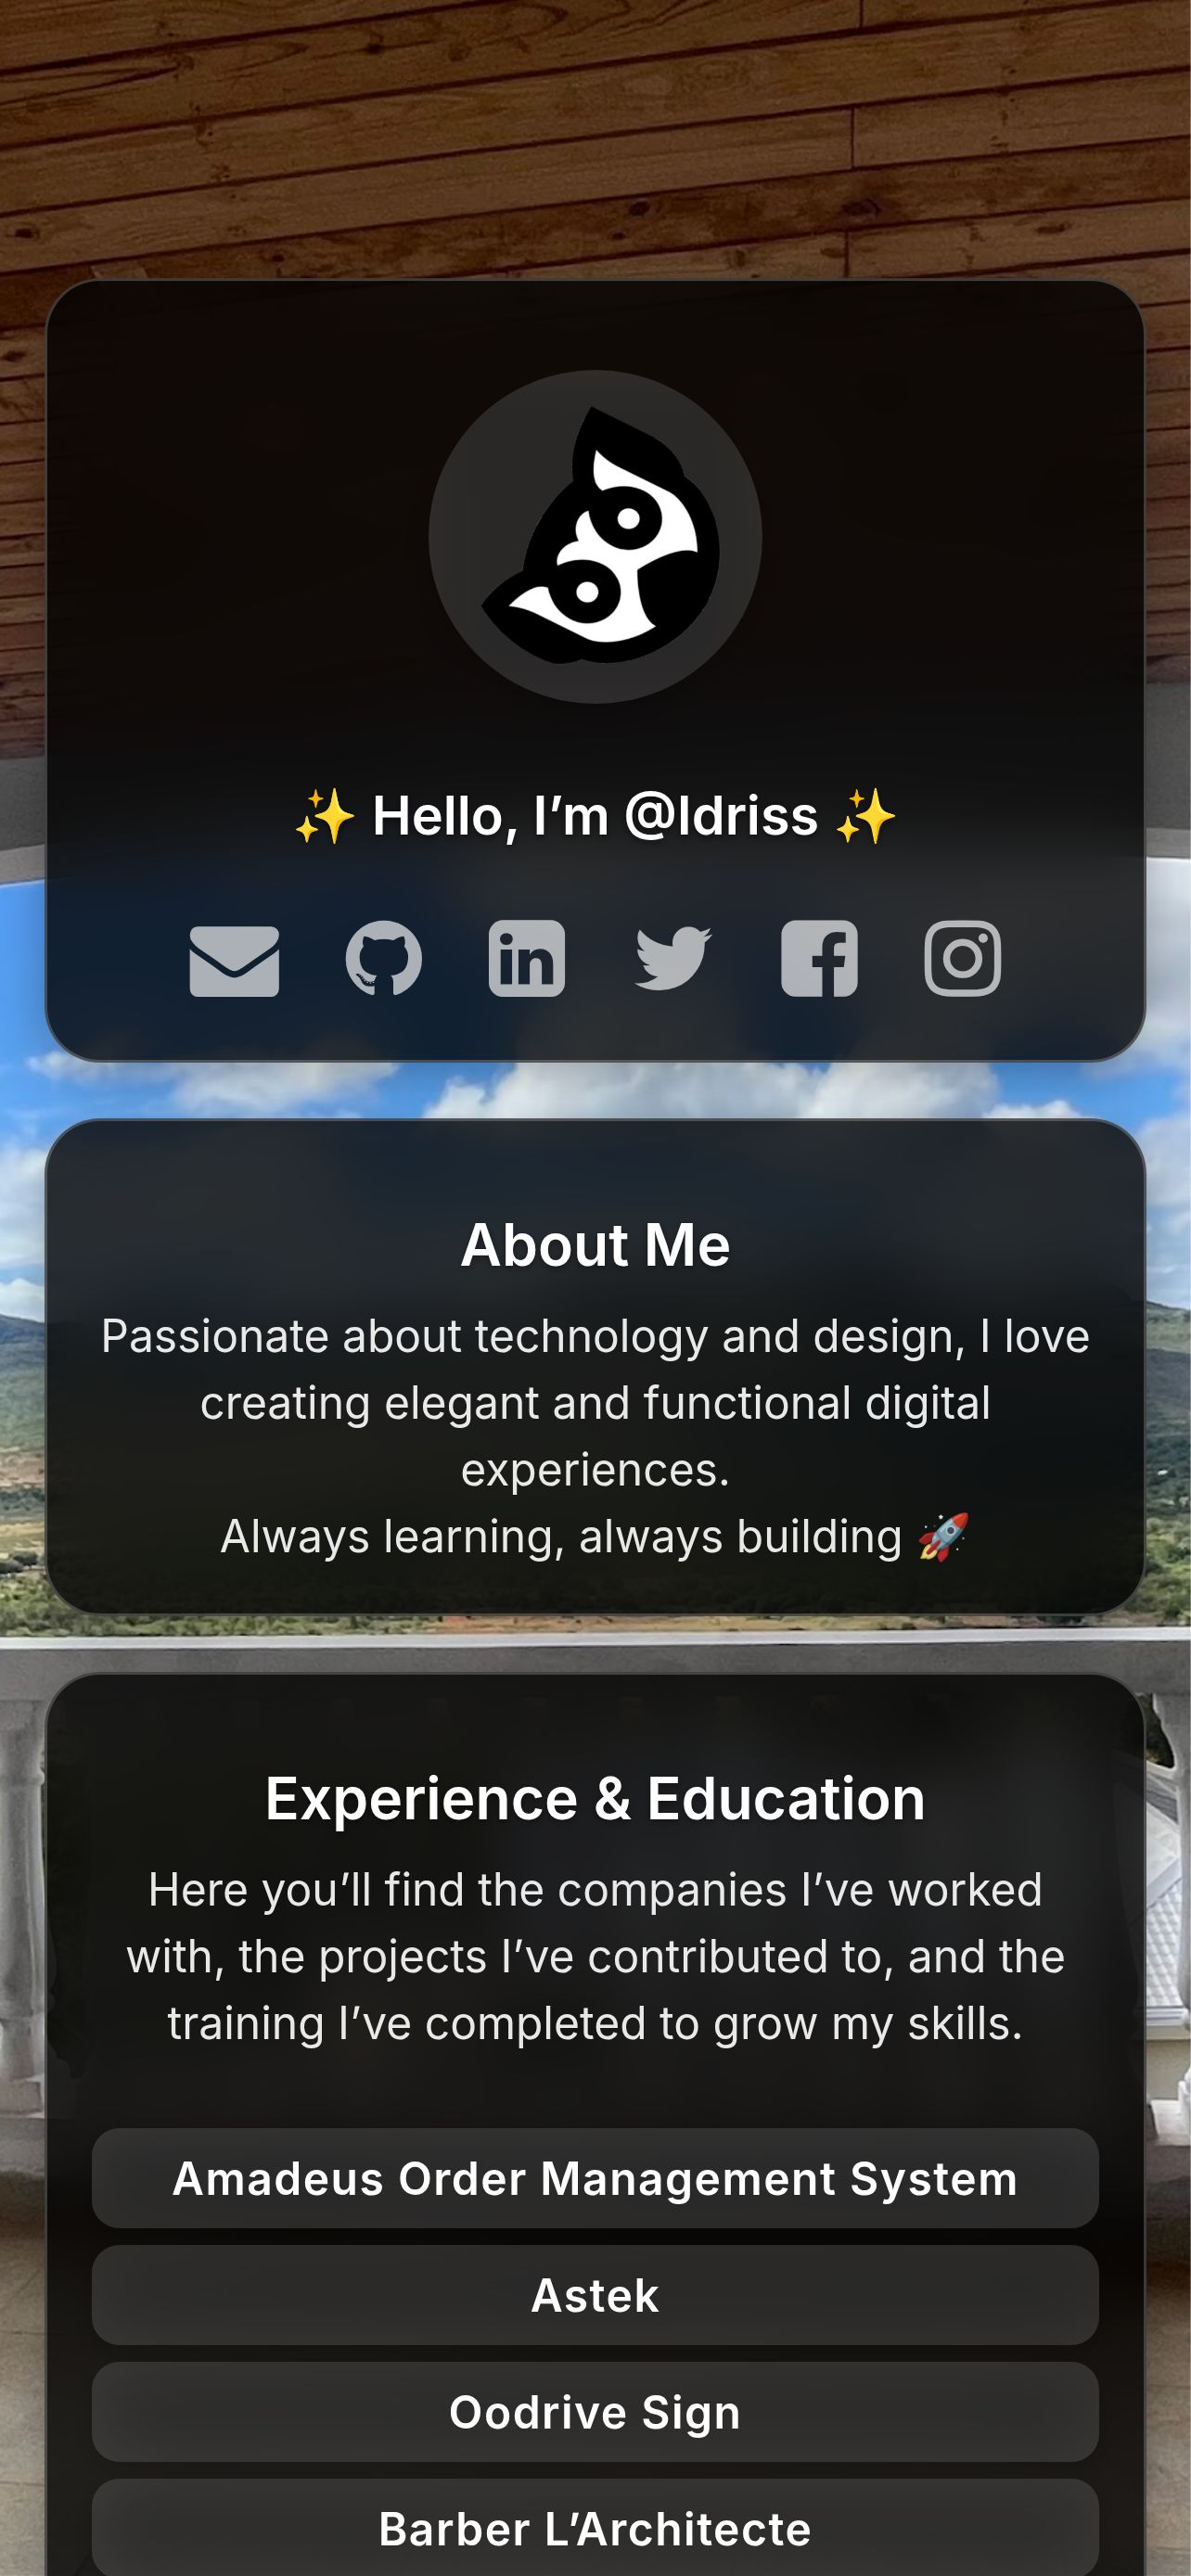 ✨ Hello, I’m @Idriss ✨
About Me
Passionate about technology and design, I love
creating elegant and functional digital
experiences.
Always learning, always building 🚀
Experience & Education
Here you’ll find the companies I’ve worked
with, the projects I’ve contributed to, and the
training I’ve completed to grow my skills.
Amadeus Order Management System
Astek
Oodrive Sign
Barber L’Architecte